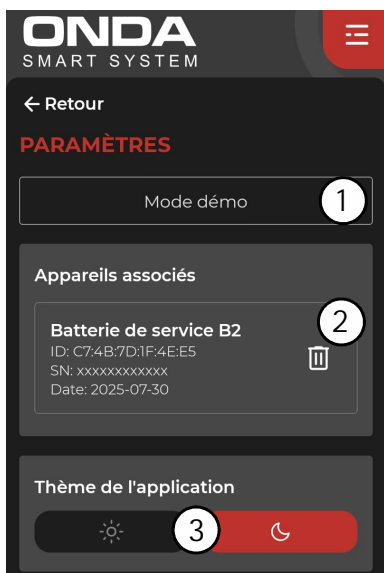 ONDA
SMART SYSTEM
← Retour
PARAMÈTRES
Mode démo
1
Appareils associés
2
Batterie de service B2
ID: C7:4B:7D:1F:4E:E5
SN: xxxxxxxxxxxx
Date: 2025-07-30
Thème de l'application
3